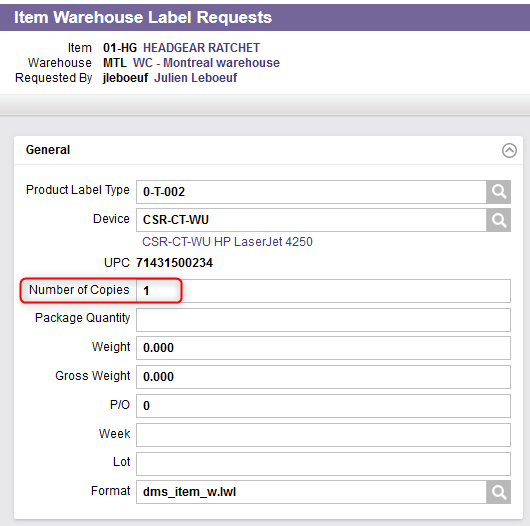 Item Warehouse Label Requests
Item 01-HG HEADGEAR RATCHET
Warehouse MTL WC - Montreal warehouse
Requested By jleboeuf Julien Leboeuf
General
Product Label Type 0-T-002
Device CSR-CT-WU
CSR-CT-WU HP LaserJet 4250
UPC 71431500234
Number of Copies 1
Package Quantity
Weight 0.000
Gross Weight 0.000
P/O 0
Week
Lot
Format dms_item_w.lwl